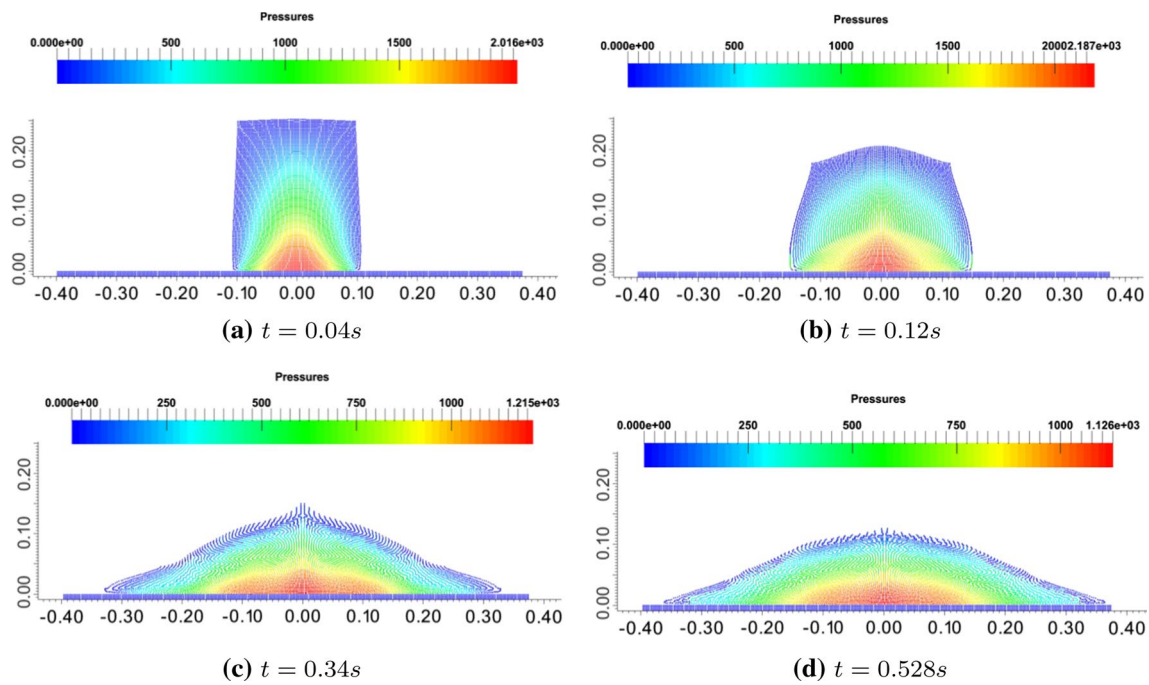 Pressures
0.000e+00 500 1000 1500 2.016e+03
0.20
0.10
0.00
-0.40 -0.30 -0.20 -0.10 0.00 0.10 0.20 0.30 0.40
(a) t = 0.04s
Pressures
0.000e+00 500 1000 1500 20002.187e+03
0.20
0.10
0.00
-0.40 -0.30 -0.20 -0.10 0.00 0.10 0.20 0.30 0.40
(b) t = 0.12s
Pressures
0.000e+00 250 500 750 1000 1.215e+03
0.20
0.10
0.00
-0.40 -0.30 -0.20 -0.10 0.00 0.10 0.20 0.30 0.40
(c) t = 0.34s
Pressures
0.000e+00 250 500 750 1000 1.126e+03
0.20
0.10
0.00
-0.40 -0.30 -0.20 -0.10 0.00 0.10 0.20 0.30 0.40
(d) t = 0.528s